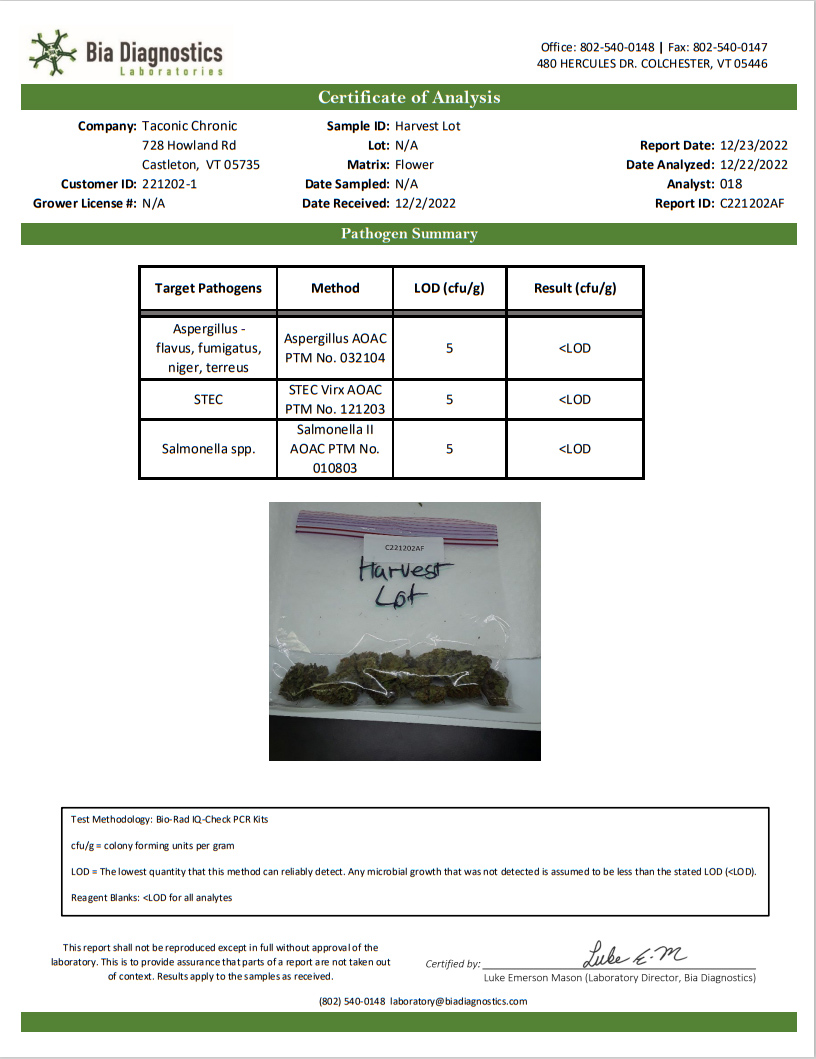 Bia Diagnostics
Laboratories
Office: 802-540-0148 | Fax: 802-540-0147
480 HERCULES DR. COLCHESTER, VT 05446
Certificate of Analysis
Company: Taconic Chronic
728 Howland Rd
Castleton, VT 05735
Customer ID: 221202-1
Grower License #: N/A
Sample ID: Harvest Lot
Lot: N/A
Matrix: Flower
Date Sampled: N/A
Date Received: 12/2/2022
Report Date: 12/23/2022
Date Analyzed: 12/22/2022
Analyst: 018
Report ID: C221202AF
Pathogen Summary
Target Pathogens Method LOD (cfu/g) Result (cfu/g)
Aspergillus -
flavus, fumigatus,
niger, terreus
Aspergillus AOAC
PTM No. 032104
5
<LOD
STEC
STEC Virx AOAC
PTM No. 121203
5
<LOD
Salmonella spp.
Salmonella II
AOAC PTM No.
010803
5
<LOD
C221202AF
Harvest
Lot
Test Methodology: Bio-Rad IQ-Check PCR Kits
cfu/g = colony forming units per gram
LOD = The lowest quantity that this method can reliably detect. Any microbial growth that was not detected is assumed to be less than the stated LOD (<LOD).
Reagent Blanks: <LOD for all analytes
This report shall not be reproduced except in full without approval of the
laboratory. This is to provide assurance that parts of a report are not taken out
of context. Results apply to the samples as received.
Certified by: Luke E. M
Luke Emerson Mason (Laboratory Director, Bia Diagnostics)
(802) 540-0148 laboratory@biadiagnostics.com